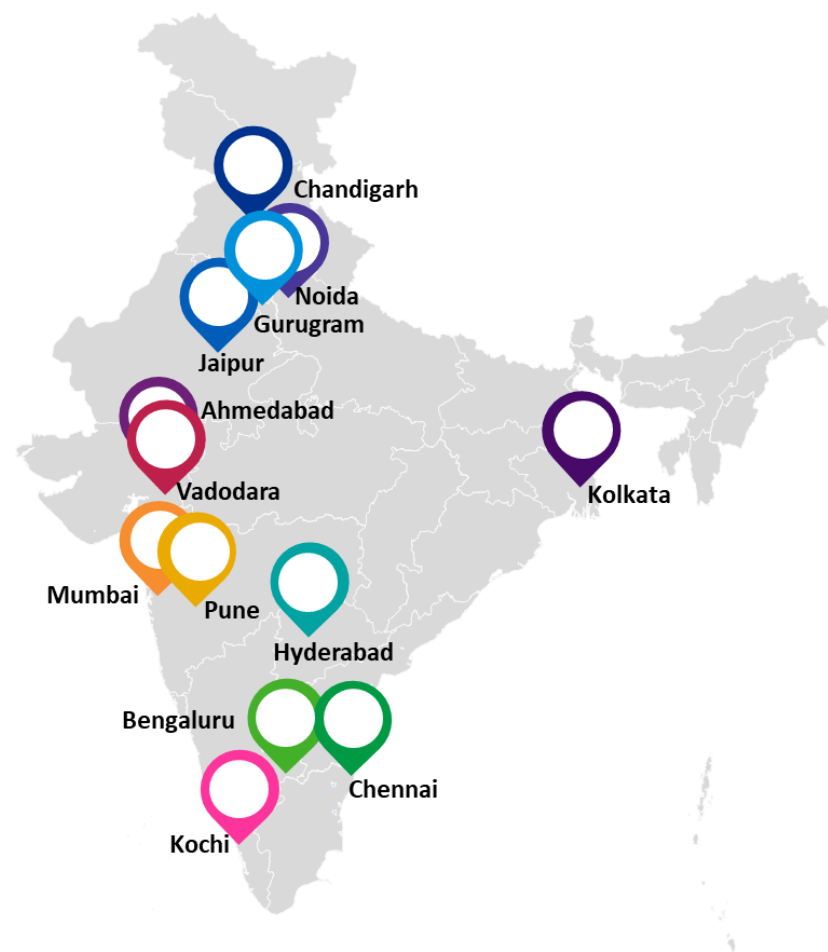 Chandigarh
Noida
Gurugram
Jaipur
Ahmedabad
Vadodara
Kolkata
Mumbai
Pune
Hyderabad
Bengaluru
Chennai
Kochi